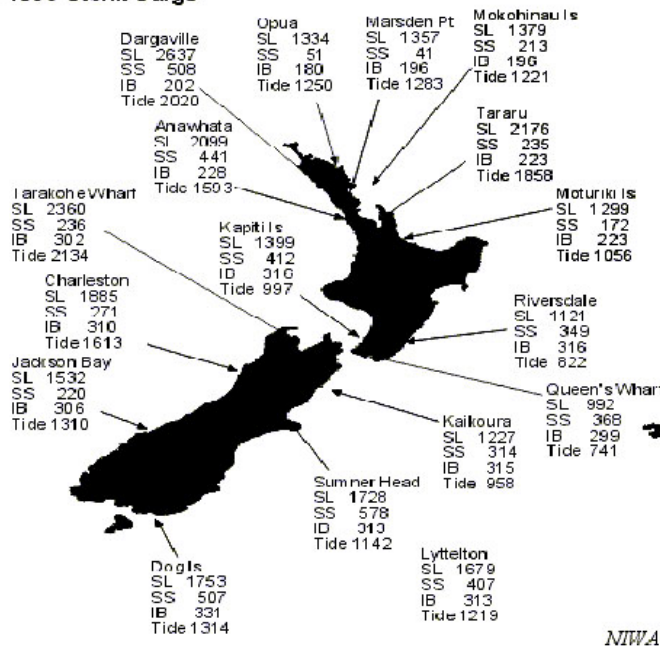 Opua
SL 1334
SS 51
IB 180
Tide 1250
Marsden Pt
SL 1357
SS 41
IB 196
Tide 1283
Mokohinau Is
SL 1379
SS 213
IB 196
Tide 1221
Dargaville
SL 2637
SS 508
IB 202
Tide 2020
Tararu
SL 2176
SS 235
IB 223
Tide 1858
Anawhata
SL 2099
SS 441
IB 228
Tide 1593
Moturiki Is
SL 1299
SS 172
IB 223
Tide 1056
Tarakohe Wharf
SL 2360
SS 236
IB 302
Tide 2134
Kapiti Is
SL 1399
SS 412
IB 316
Tide 997
Charleston
SL 1885
SS 271
IB 310
Tide 1613
Riversdale
SL 1121
SS 349
IB 316
Tide 822
Jackson Bay
SL 1532
SS 220
IB 306
Tide 1310
Queen's Wharf
SL 992
SS 368
IB 299
Tide 741
Kaikoura
SL 1227
SS 314
IB 315
Tide 958
Sumner Head
SL 1728
SS 578
IB 313
Tide 1142
Lyttelton
SL 1679
SS 407
IB 313
Tide 1219
Dog Is
SL 1753
SS 507
IB 331
Tide 1314
NIWA